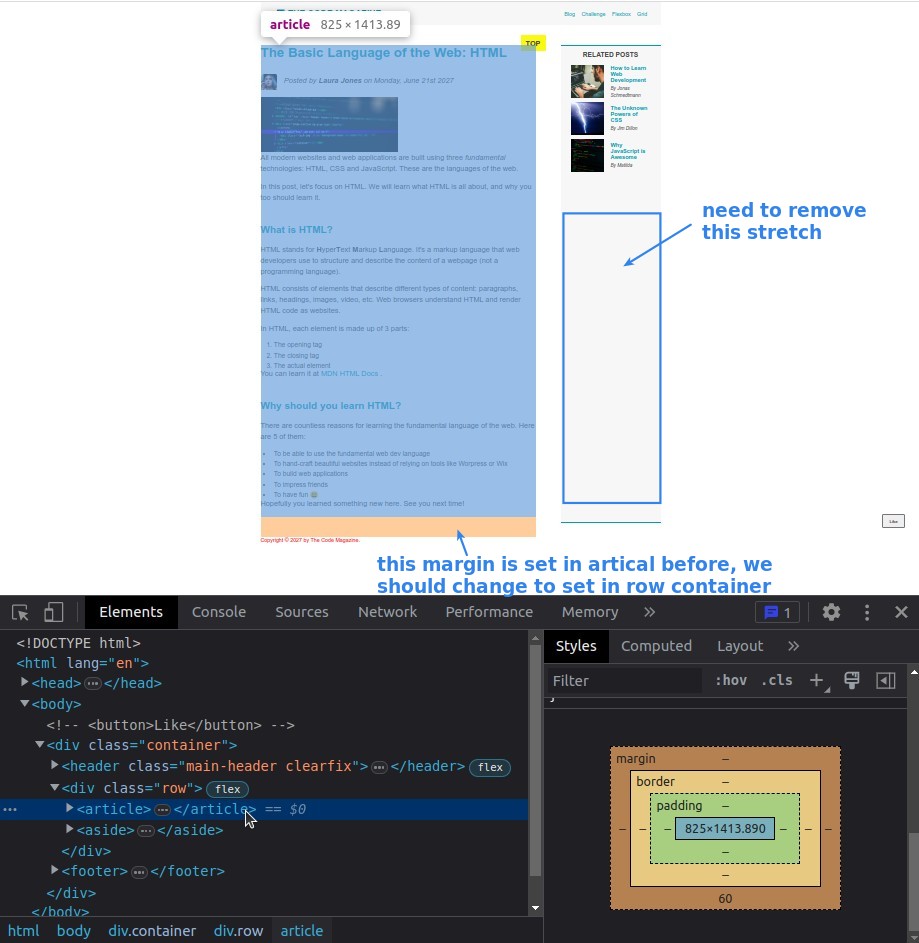 article 825 × 1413.89
THE CODE MAGAZINE
Blog Challenge Flexbox Grid
TOP
The Basic Language of the Web: HTML
Posted by Laura Jones on Monday, June 21st 2027
All modern websites and web applications are built using three fundamental
technologies: HTML, CSS and JavaScript. These are the languages of the web.
In this post, let's focus on HTML. We will learn what HTML is all about, and why you
too should learn it.
What is HTML?
HTML stands for HyperText Markup Language. It's a markup language that web
developers use to structure and describe the content of a webpage (not a
programming language).
HTML consists of elements that describe different types of content: paragraphs,
links, headings, images, video, etc. Web browsers understand HTML and render
HTML code as websites.
In HTML, each element is made up of 3 parts:
1. The opening tag
2. The closing tag
3. The actual element
You can learn it at MDN HTML Docs .
Why should you learn HTML?
There are countless reasons for learning the fundamental language of the web. Here
are 5 of them:
• To be able to use the fundamental web dev language
• To hand-craft beautiful websites instead of relying on tools like Worpress or Wix
• To build web applications
• To impress friends
• To have fun 😃
Hopefully you learned something new here. See you next time!
Copyright © 2027 by The Code Magazine.
RELATED POSTS
How to Learn
Web
Development
By Jonas
Schmedtmann
The Unknown
Powers of
CSS
By Jim Dillon
Why
JavaScript is
Awesome
By Matilda
need to remove
this stretch
Like
this margin is set in artical before, we
should change to set in row container
Elements Console Sources Network Performance Memory » 1
<!DOCTYPE html>
<html lang="en">
<head> ••• </head>
<body>
<!-- <button>Like</button> -->
<div class="container">
<header class="main-header clearfix"> ••• </header> flex
<div class="row"> flex
••• <article> ••• </article> == $0
<aside> ••• </aside>
</div>
<footer> ••• </footer>
</div>
</body>
html body div.container div.row article
Styles Computed Layout »
Filter :hov .cls +
}
margin –
border –
padding –
– – – 825×1413.890 – – –
–
–
60